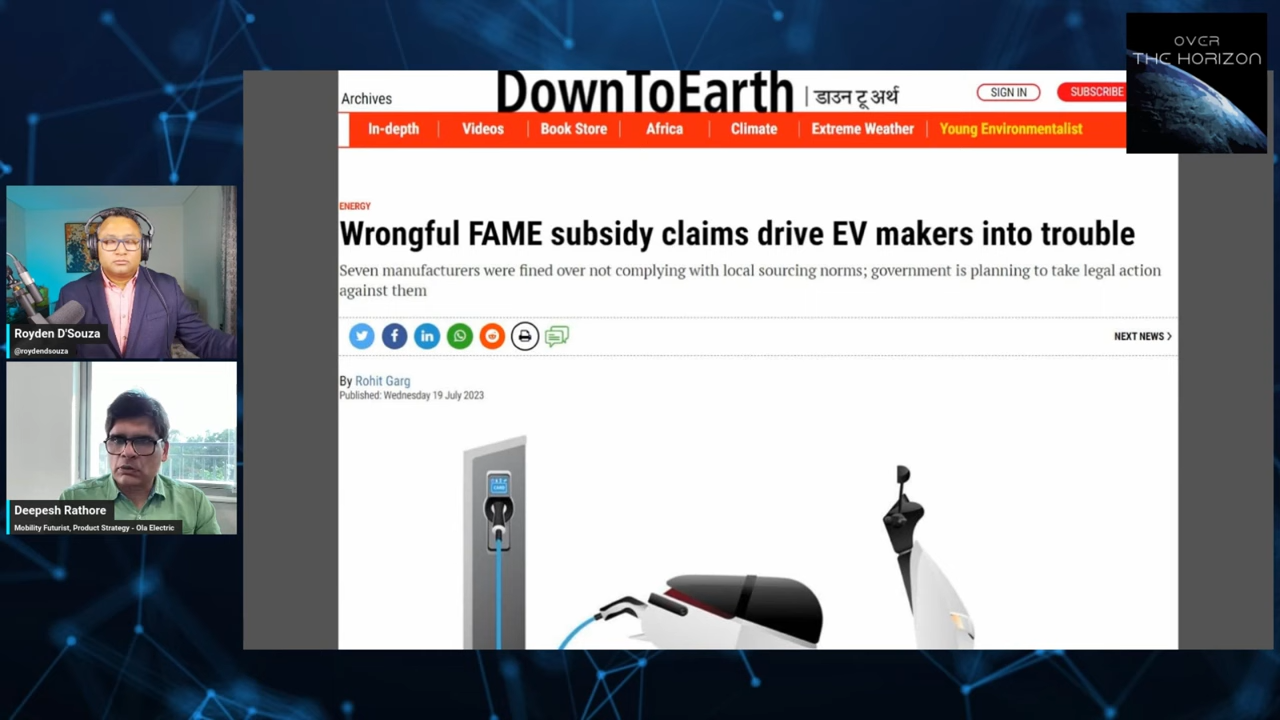 OVER
THE HORIZON
Archives
DownToEarth
डाउन टू अर्थ
SIGN IN
SUBSCRIBE
In-depth
Videos
Book Store
Africa
Climate
Extreme Weather
Young Environmentalist
ENERGY
Wrongful FAME subsidy claims drive EV makers into trouble
Seven manufacturers were fined over not complying with local sourcing norms; government is planning to take legal action
against them
NEXT NEWS
By Rohit Garg
Published: Wednesday 19 July 2023
Royden D'Souza
@roydendsouza
Deepesh Rathore
Mobility Futurist, Product Strategy - Ola Electric